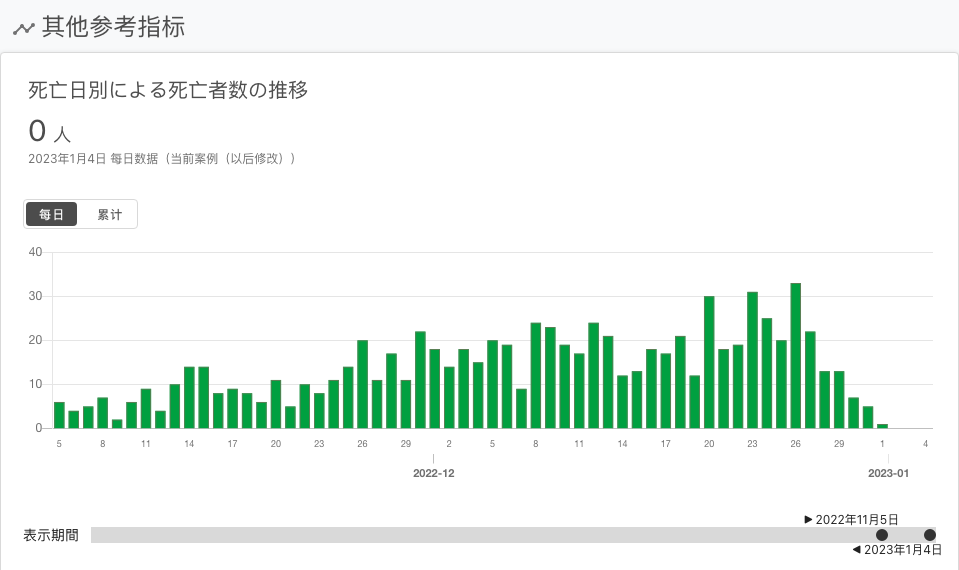 其他参考指标
死亡日別による死亡者数の推移
0 人
2023年1月4日 每日数据（当前案例（以后修改））
每日 累计
40
30
20
10
0
5 8 11 14 17 20 23 26 29 2 5 8 11 14 17 20 23 26 29 1 4
2022-12 2023-01
▶ 2022年11月5日
表示期間
◀ 2023年1月4日